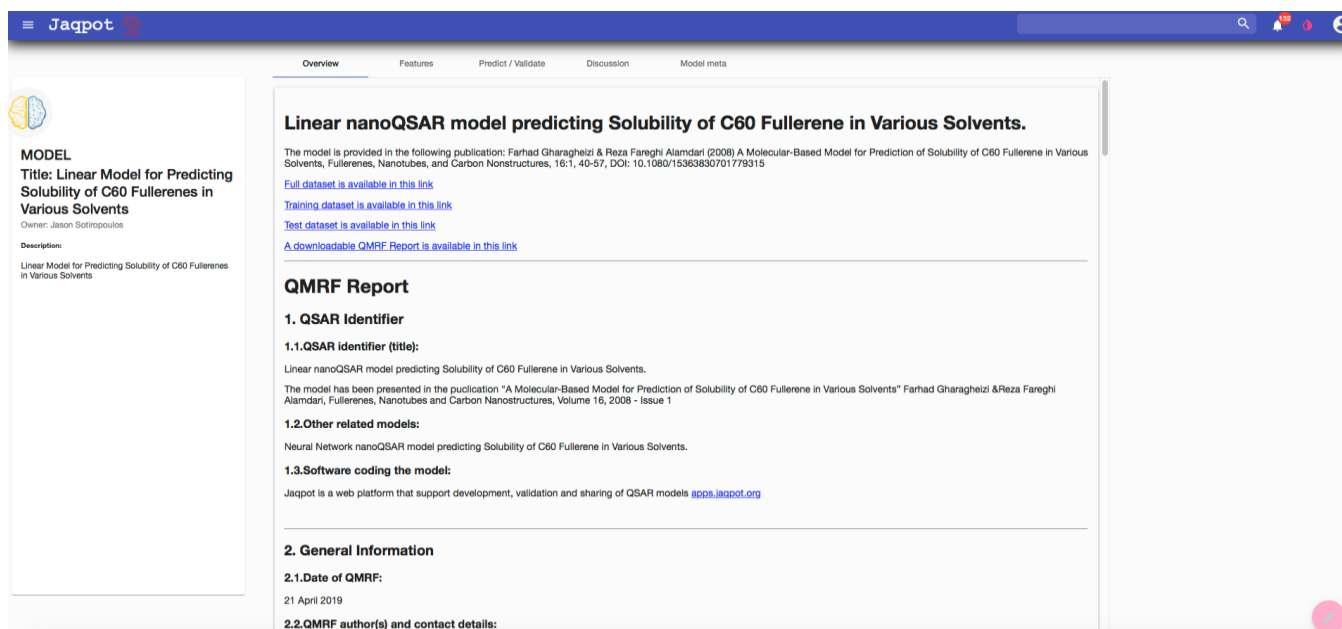 Jaqpot
132
Overview
Features
Predict / Validate
Discussion
Model meta
MODEL
Title: Linear Model for Predicting
Solubility of C60 Fullerenes in
Various Solvents
Owner: Jason Sotiropoulos
Description:
Linear Model for Predicting Solubility of C60 Fullerenes
in Various Solvents
Linear nanoQSAR model predicting Solubility of C60 Fullerene in Various Solvents.
The model is provided in the following publication: Farhad Gharagheizi & Reza Fareghi Alamdari (2008) A Molecular-Based Model for Prediction of Solubility of C60 Fullerene in Various
Solvents, Fullerenes, Nanotubes, and Carbon Nonstructures, 16:1, 40-57, DOI: 10.1080/15363830701779315
Full dataset is available in this link
Training dataset is available in this link
Test dataset is available in this link
A downloadable QMRF Report is available in this link
QMRF Report
1. QSAR Identifier
1.1.QSAR identifier (title):
Linear nanoQSAR model predicting Solubility of C60 Fullerene in Various Solvents.
The model has been presented in the puclication "A Molecular-Based Model for Prediction of Solubility of C60 Fullerene in Various Solvents" Farhad Gharagheizi &Reza Fareghi
Alamdari, Fullerenes, Nanotubes and Carbon Nanostructures, Volume 16, 2008 - Issue 1
1.2.Other related models:
Neural Network nanoQSAR model predicting Solubility of C60 Fullerene in Various Solvents.
1.3.Software coding the model:
Jaqpot is a web platform that support development, validation and sharing of QSAR models apps.jaqpot.org
2. General Information
2.1.Date of QMRF:
21 April 2019
2.2.QMRF author(s) and contact details: